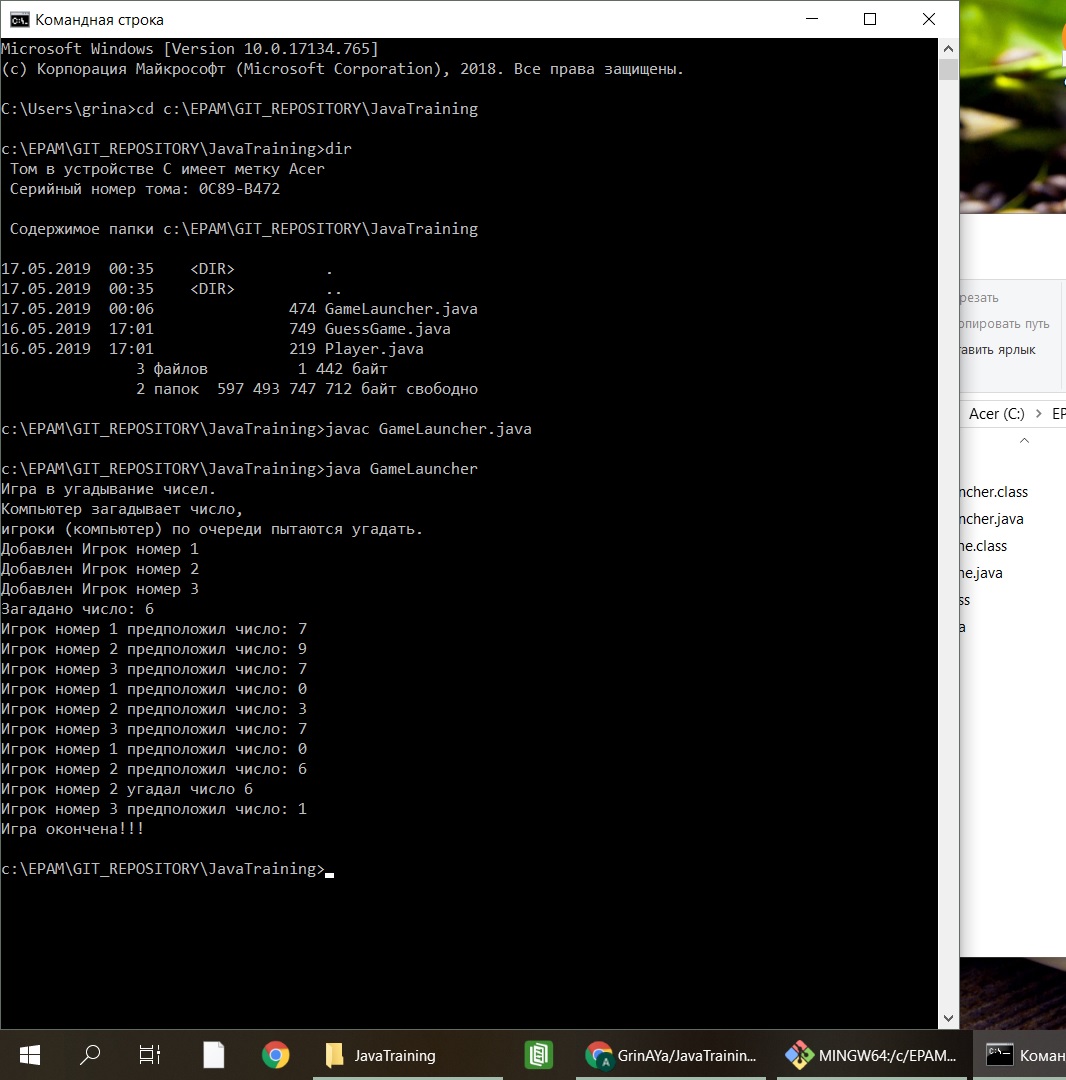 Командная строка
Microsoft Windows [Version 10.0.17134.765]
(c) Корпорация Майкрософт (Microsoft Corporation), 2018. Все права защищены.
C:\Users\grina>cd c:\EPAM\GIT_REPOSITORY\JavaTraining
c:\EPAM\GIT_REPOSITORY\JavaTraining>dir
Том в устройстве C имеет метку Acer
Серийный номер тома: 0C89-B472
Содержимое папки c:\EPAM\GIT_REPOSITORY\JavaTraining
17.05.2019  00:35    <DIR>          .
17.05.2019  00:35    <DIR>          ..
17.05.2019  00:06               474 GameLauncher.java
16.05.2019  17:01               749 GuessGame.java
16.05.2019  17:01               219 Player.java
3 файлов          1 442 байт
2 папок  597 493 747 712 байт свободно
c:\EPAM\GIT_REPOSITORY\JavaTraining>javac GameLauncher.java
c:\EPAM\GIT_REPOSITORY\JavaTraining>java GameLauncher
Игра в угадывание чисел.
Компьютер загадывает число,
игроки (компьютер) по очереди пытаются угадать.
Добавлен Игрок номер 1
Добавлен Игрок номер 2
Добавлен Игрок номер 3
Загадано число: 6
Игрок номер 1 предположил число: 7
Игрок номер 2 предположил число: 9
Игрок номер 3 предположил число: 7
Игрок номер 1 предположил число: 0
Игрок номер 2 предположил число: 3
Игрок номер 3 предположил число: 7
Игрок номер 1 предположил число: 0
Игрок номер 2 предположил число: 6
Игрок номер 2 угадал число 6
Игрок номер 3 предположил число: 1
Игра окончена!!!
c:\EPAM\GIT_REPOSITORY\JavaTraining>
резать
опировать путь
тавить ярлык
Acer (C:) > EP
ncher.class
ncher.java
ne.class
ne.java
ss
a
JavaTraining
GrinAYa/JavaTrainin...
MINGW64:/c/EPAM...
Коман